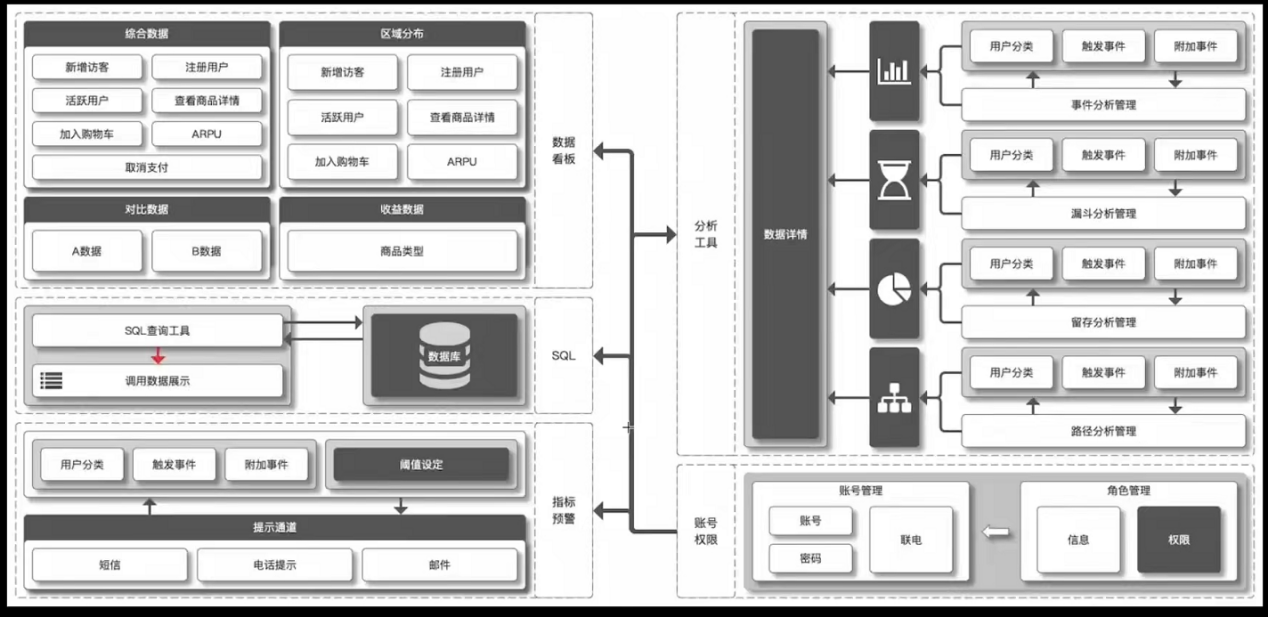 综合数据
新增访客
注册用户
活跃用户
查看商品详情
加入购物车
ARPU
取消支付
区域分布
新增访客
注册用户
活跃用户
查看商品详情
加入购物车
ARPU
对比数据
A数据
B数据
收益数据
商品类型
数据
看板
SQL查询工具
调用数据展示
数据库
SQL
用户分类
触发事件
附加事件
阈值设定
提示通道
短信
电话提示
邮件
指标
预警
分析
工具
数据详情
用户分类
触发事件
附加事件
事件分析管理
用户分类
触发事件
附加事件
漏斗分析管理
用户分类
触发事件
附加事件
留存分析管理
用户分类
触发事件
附加事件
路径分析管理
账号
权限
账号管理
账号
密码
联电
角色管理
信息
权限